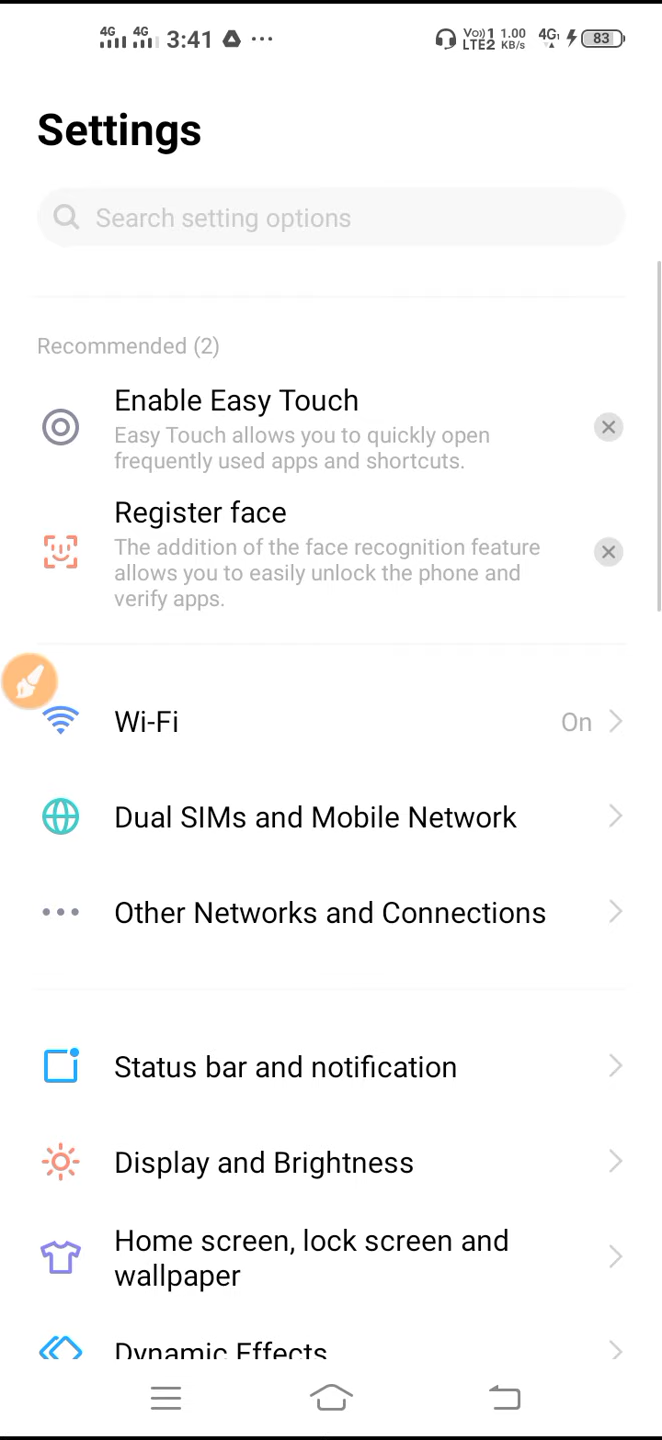 4G 4G 3:41 ... Vo)) 1 LTE2 1.00 KB/s 4G 83
Settings
Search setting options
Recommended (2)
Enable Easy Touch
Easy Touch allows you to quickly open
frequently used apps and shortcuts.
Register face
The addition of the face recognition feature
allows you to easily unlock the phone and
verify apps.
Wi-Fi On
Dual SIMs and Mobile Network
Other Networks and Connections
Status bar and notification
Display and Brightness
Home screen, lock screen and
wallpaper
Dynamic Effects